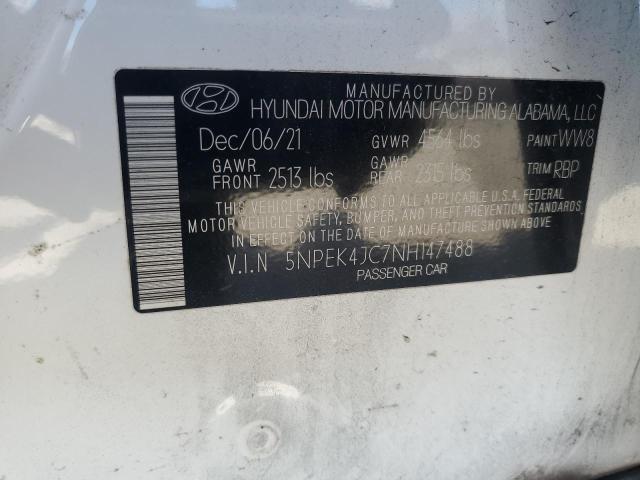 MANUFACTURED BY
HYUNDAI MOTOR MANUFACTURING ALABAMA, LLC
Dec/06/21 GVWR 4564 lbs PAINT WW8
GAWR FRONT 2513 lbs GAWR REAR 2315 lbs TRIM RBP
THIS VEHICLE CONFORMS TO ALL APPLICABLE U.S.A. FEDERAL
MOTOR VEHICLE SAFETY, BUMPER, AND THEFT PREVENTION STANDARDS
IN EFFECT ON THE DATE OF MANUFACTURE SHOWN ABOVE.
V.I.N 5NPEK4JC7NH147488
PASSENGER CAR